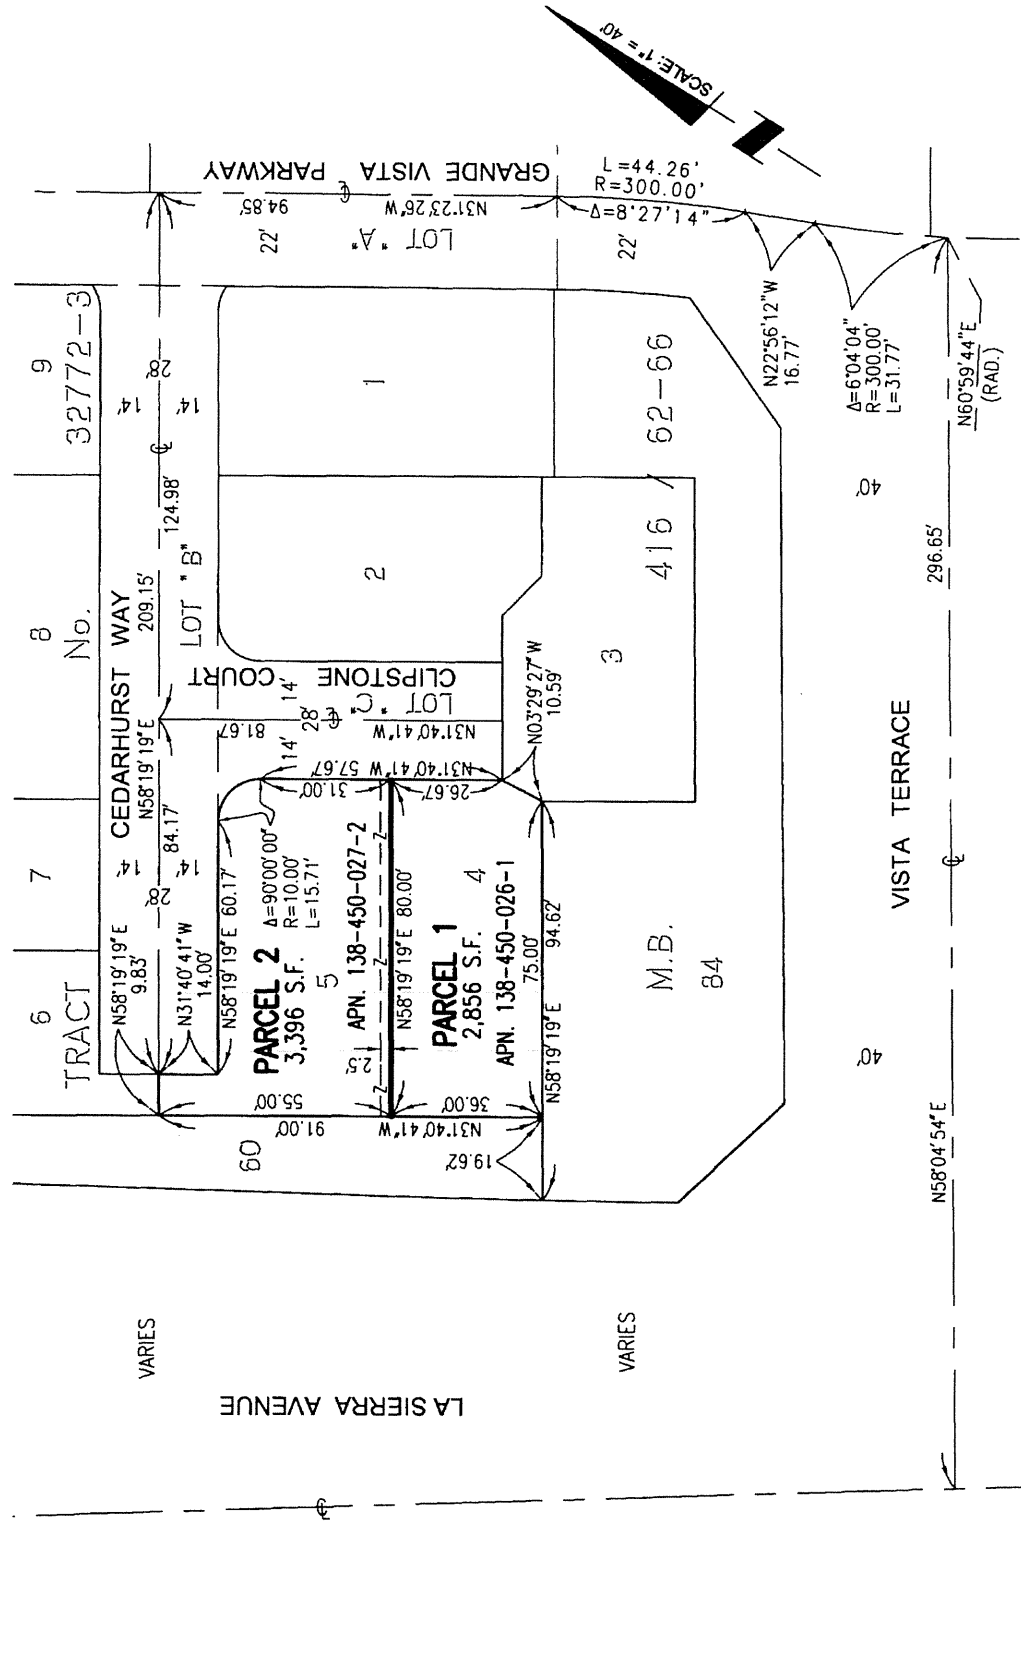 SCALE: 1" = 40'
GRANDE VISTA PARKWAY
94.85'
N31°23'26"W
22'
LOT "A"
L=44.26'
R=300.00'
Δ=8°27'14"
22'
N22°56'12"W
16.77'
Δ=6°04'04"
R=300.00'
L=31.77'
N60°59'44"E
(RAD.)
9
32772-3
28'
14'
14'
1
62-66
40'
124.98'
LOT "B"
2
416 /
296.65'
8
No.
CEDARHURST WAY
N58°19'19"E
209.15'
CLIPSTONE COURT
LOT "C"
14'
28'
14'
81.67'
N31°40'41"W
3
N03°29'27"W
10.59'
VISTA TERRACE
7
84.17'
14'
14'
28'
57.67'
N31°40'41"W
31.00'
26.67'
N58°19'19"E 60.17'
Δ=90°00'00"
R=10.00'
L=15.71'
PARCEL 2
3,396 S.F.
5
APN. 138-450-027-2
N58°19'19"E 80.00'
PARCEL 1
2,856 S.F.
4
APN. 138-450-026-1
75.00'
N58°19'19"E
94.62'
M.B.
84
40'
6
TRACT
N58°19'19"E
9.83'
N31°40'41"W
14.00'
2.5'
Z
Z
Z
Z
55.00'
91.00'
N31°40'41"W
36.00'
19.62'
60
N58°04'54"E
VARIES
VARIES
LA SIERRA AVENUE